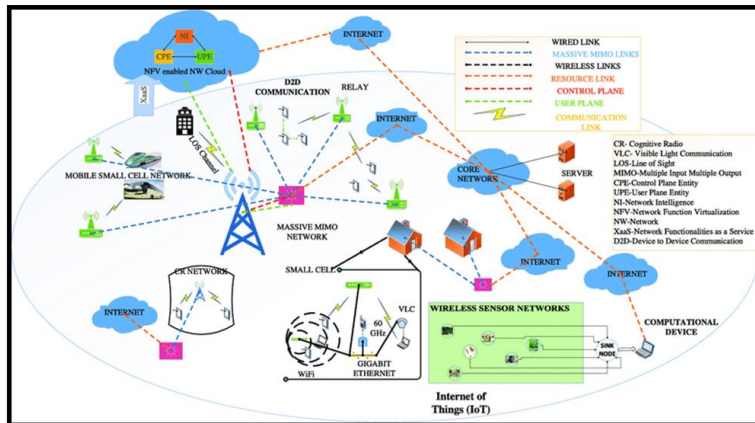 NI
CPE
UPE
NFV enabled NW Cloud
XaaS
INTERNET
D2D
COMMUNICATION
RELAY
LOS Channel
MOBILE SMALL CELL NETWORK
INTERNET
CORE
NETWORK
SERVER
MASSIVE MIMO
NETWORK
SMALL CELL
INTERNET
INTERNET
CR NETWORK
INTERNET
VLC
60
GHz
WiFi
GIGABIT
ETHERNET
WIRELESS SENSOR NETWORKS
SINK
NODE
COMPUTATIONAL
DEVICE
Internet of
Things (IoT)
WIRED LINK
MASSIVE MIMO LINKS
WIRELESS LINKS
RESOURCE LINK
CONTROL PLANE
USER PLANE
COMMUNICATION
LINK
CR- Cognitive Radio
VLC- Visible Light Communication
LOS-Line of Sight
MIMO-Multiple Input Multiple Output
CPE-Control Plane Entity
UPE-User Plane Entity
NI-Network Intelligence
NFV-Network Function Virtualization
NW-Network
XaaS-Network Functionalities as a Service
D2D-Device to Device Communication